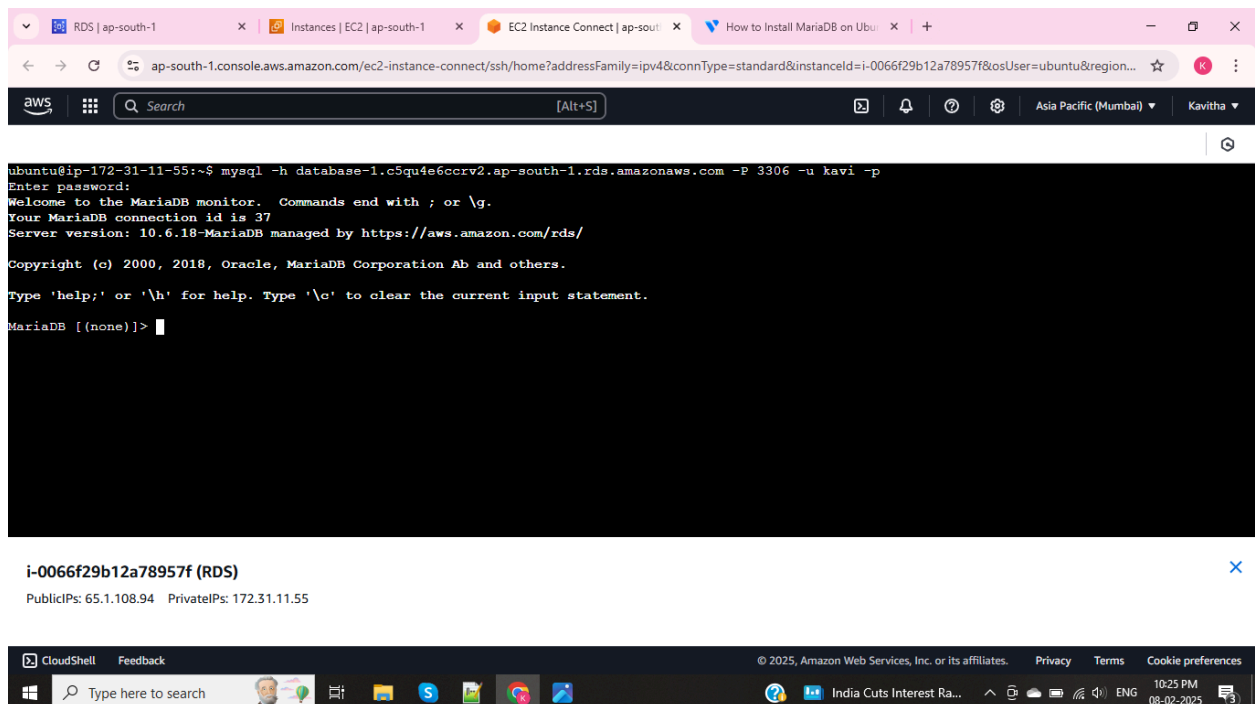 RDS | ap-south-1
Instances | EC2 | ap-south-1
EC2 Instance Connect | ap-sout
How to Install MariaDB on Ubu
ap-south-1.console.aws.amazon.com/ec2-instance-connect/ssh/home?addressFamily=ipv4&connType=standard&instanceId=i-0066f29b12a78957f&osUser=ubuntu&region...
K
aws
Search
[Alt+S]
Asia Pacific (Mumbai)
Kavitha
ubuntu@ip-172-31-11-55:~$ mysql -h database-1.c5qu4e6ccrv2.ap-south-1.rds.amazonaws.com -P 3306 -u kavi -p
Enter password:
Welcome to the MariaDB monitor.  Commands end with ; or \g.
Your MariaDB connection id is 37
Server version: 10.6.18-MariaDB managed by https://aws.amazon.com/rds/
Copyright (c) 2000, 2018, Oracle, MariaDB Corporation Ab and others.
Type 'help;' or '\h' for help. Type '\c' to clear the current input statement.
MariaDB [(none)]>
i-0066f29b12a78957f (RDS)
PublicIPs: 65.1.108.94 PrivateIPs: 172.31.11.55
CloudShell Feedback
© 2025, Amazon Web Services, Inc. or its affiliates. Privacy Terms Cookie preferences
Type here to search
India Cuts Interest Ra...
ENG
10:25 PM
08-02-2025
3